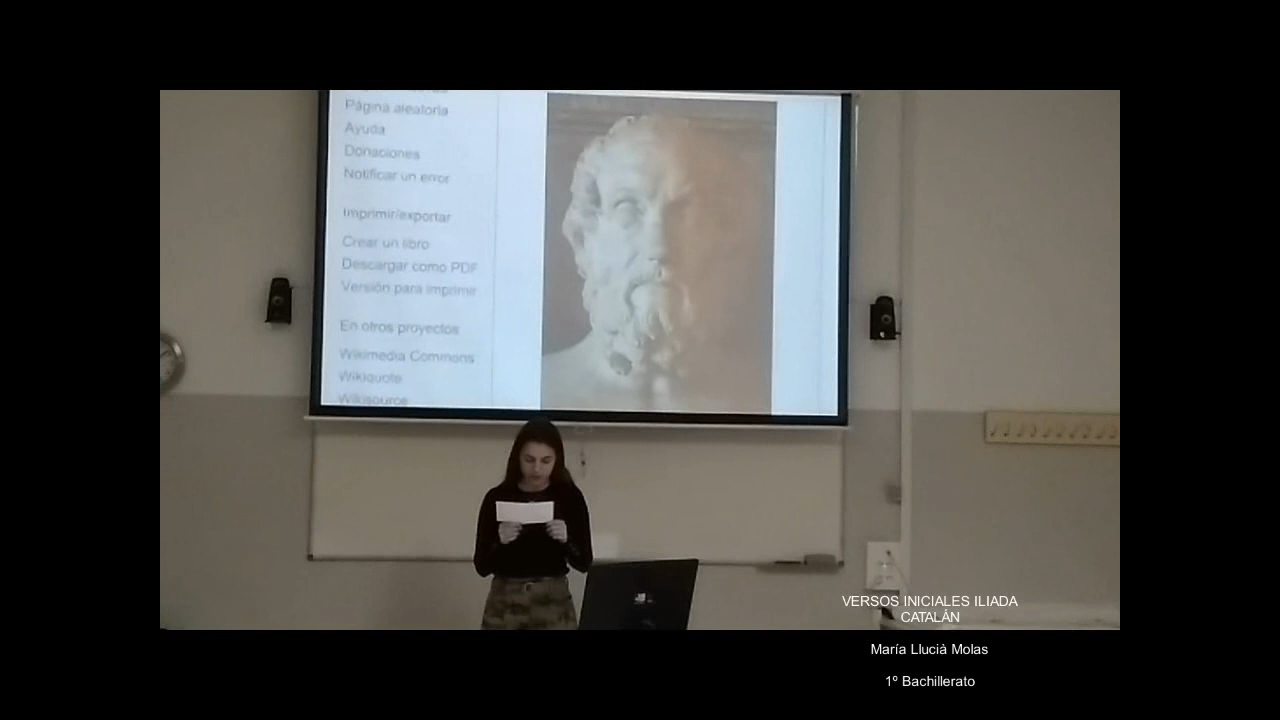 Página aleatoria
Ayuda
Donaciones
Notificar un error
Imprimir/exportar
Crear un libro
Descargar como PDF
Versión para imprimir
En otros proyectos
Wikimedia Commons
Wikiquote
Wikisource
VERSOS INICIALES ILIADA
CATALÁN
María Llucià Molas
1º Bachillerato